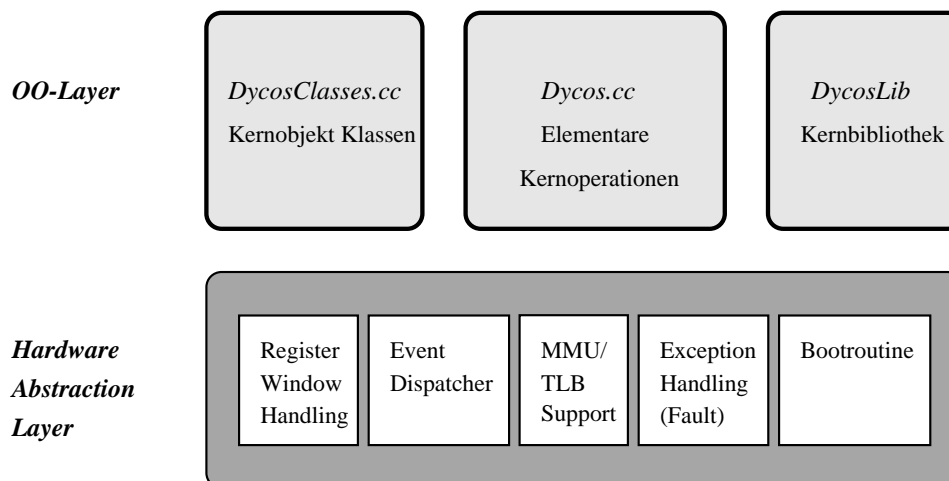 OO-Layer
DycosClasses.cc
Kernobjekt Klassen
Dycos.cc
Elementare
Kernoperationen
DycosLib
Kernbibliothek
Hardware
Abstraction
Layer
Register
Window
Handling
Event
Dispatcher
MMU/
TLB
Support
Exception
Handling
(Fault)
Bootroutine